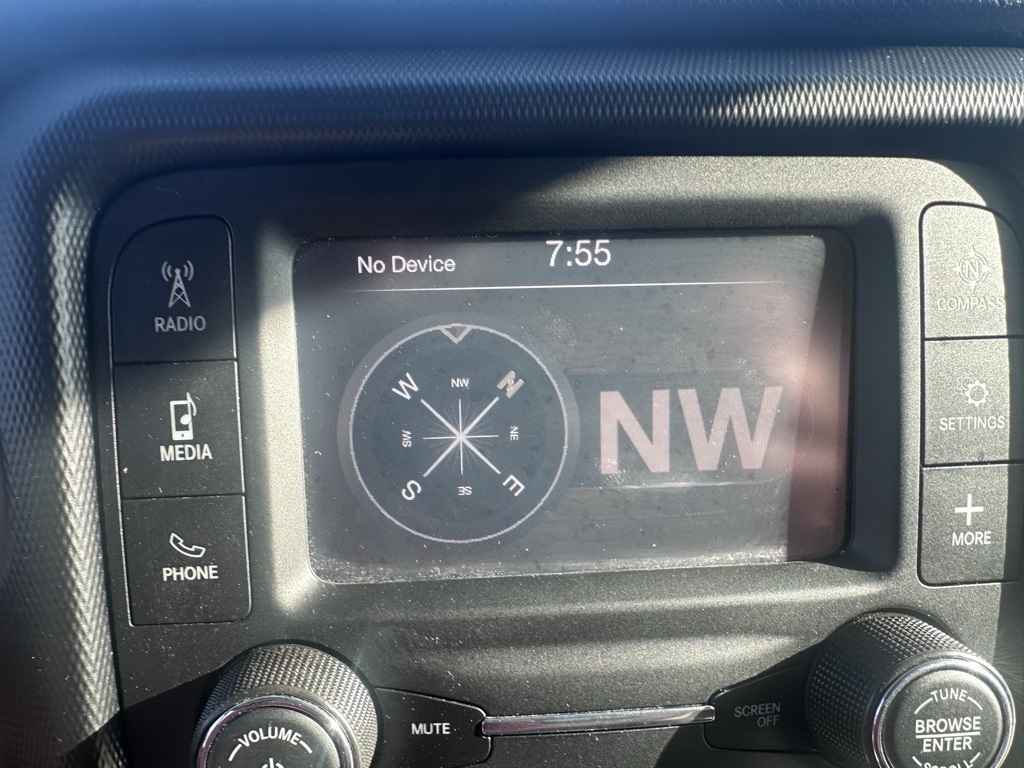 No Device
7:55
RADIO
N
COMPASS
W
NW
N
NW
MEDIA
SW
NE
SETTINGS
S
SE
E
PHONE
MORE
VOLUME
MUTE
SCREEN
OFF
TUNE
BROWSE
ENTER
SCROLL